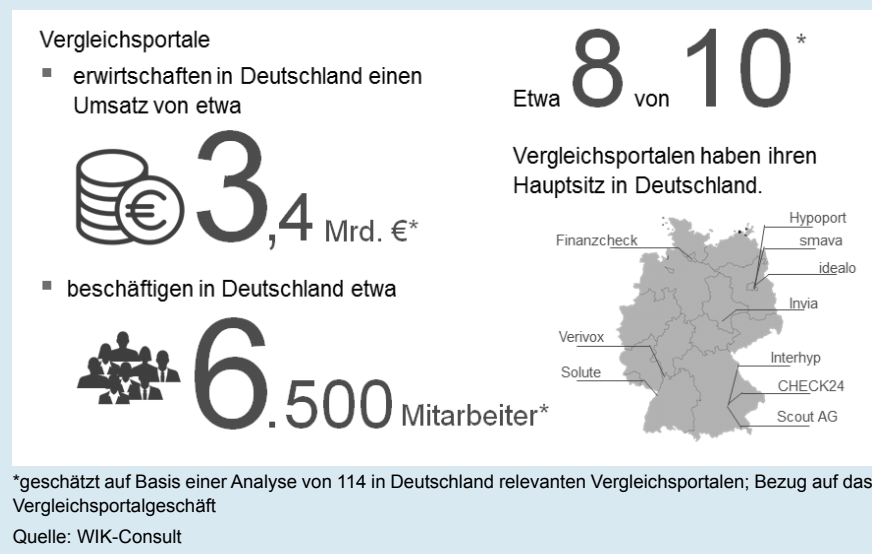 Vergleichsportale
▪ erwirtschaften in Deutschland einen
Umsatz von etwa
€ 3,4 Mrd. €*
▪ beschäftigen in Deutschland etwa
6.500 Mitarbeiter*
Etwa 8 von 10*
Vergleichsportalen haben ihren
Hauptsitz in Deutschland.
Hypoport
Finanzcheck
smava
idealo
Invia
Verivox
Interhyp
Solute
CHECK24
Scout AG
*geschätzt auf Basis einer Analyse von 114 in Deutschland relevanten Vergleichsportalen; Bezug auf das
Vergleichsportalgeschäft
Quelle: WIK-Consult